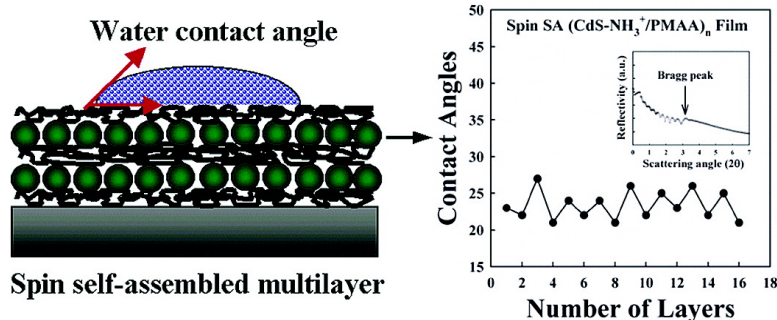 Water contact angle
Spin self-assembled multilayer
Contact Angles
50
45
40
35
30
25
20
15
Spin SA (CdS-NH₃⁺/PMAA)ₙ Film
Reflectivity (a.u.)
Bragg peak
0 1 2 3 4 5 6 7
Scattering angle (2θ)
0 2 4 6 8 10 12 14 16 18
Number of Layers